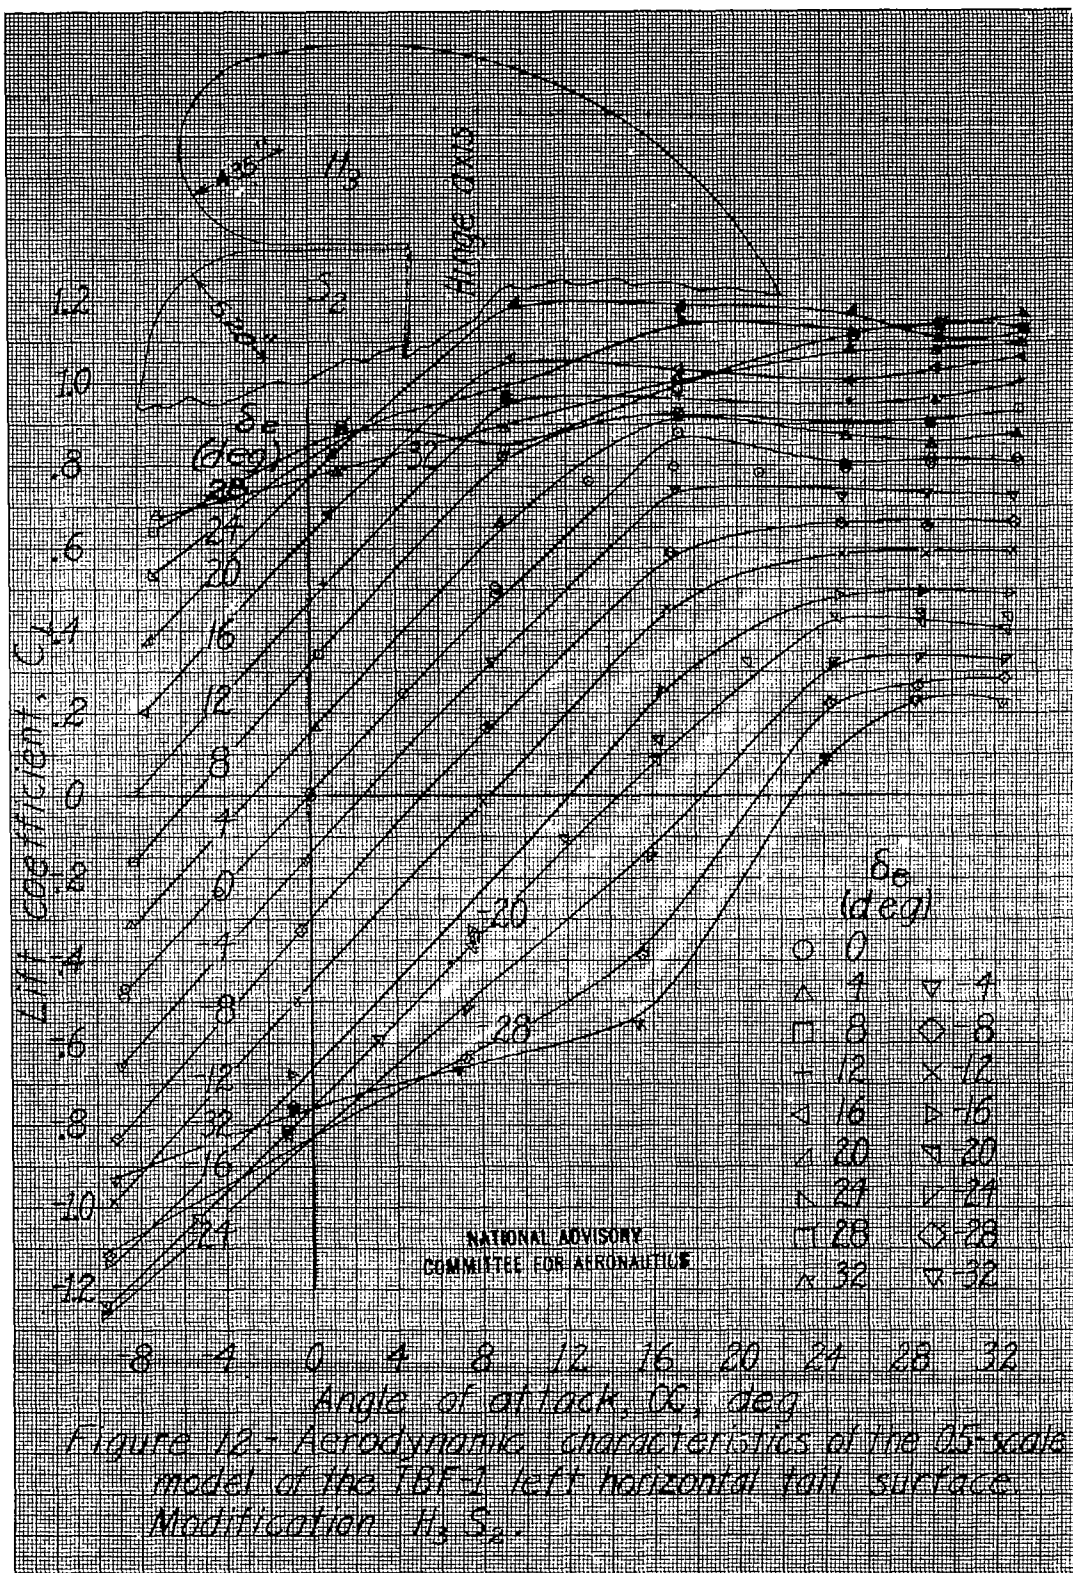 4.35"
H₃
Hinge axis
S₂
5.20"
1.2
1.0
.8
.6
.4
.2
0
-.2
-.4
-.6
-.8
-1.0
-1.2
Lift coefficient, C_L
δe
(deg)
28
24
20
16
12
8
4
0
-4
-8
-12
-32
-16
-24
32
-20
-28
δe
(deg)
0
4 -4
8 -8
12 -12
16 -16
20 -20
24 -24
28 -28
32 -32
NATIONAL ADVISORY
COMMITTEE FOR AERONAUTICS
-8 -4 0 4 8 12 16 20 24 28 32
Angle of attack, α, deg
Figure 12.- Aerodynamic characteristics of the 0.5-scale
model of the TBF-1 left horizontal tail surface.
Modification H₃ S₂.